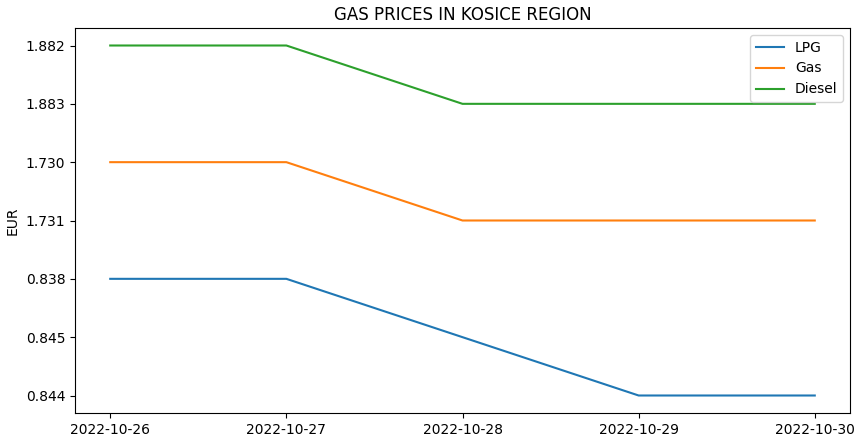 GAS PRICES IN KOSICE REGION
LPG
Gas
Diesel
EUR
1.882
1.883
1.730
1.731
0.838
0.845
0.844
2022-10-26
2022-10-27
2022-10-28
2022-10-29
2022-10-30